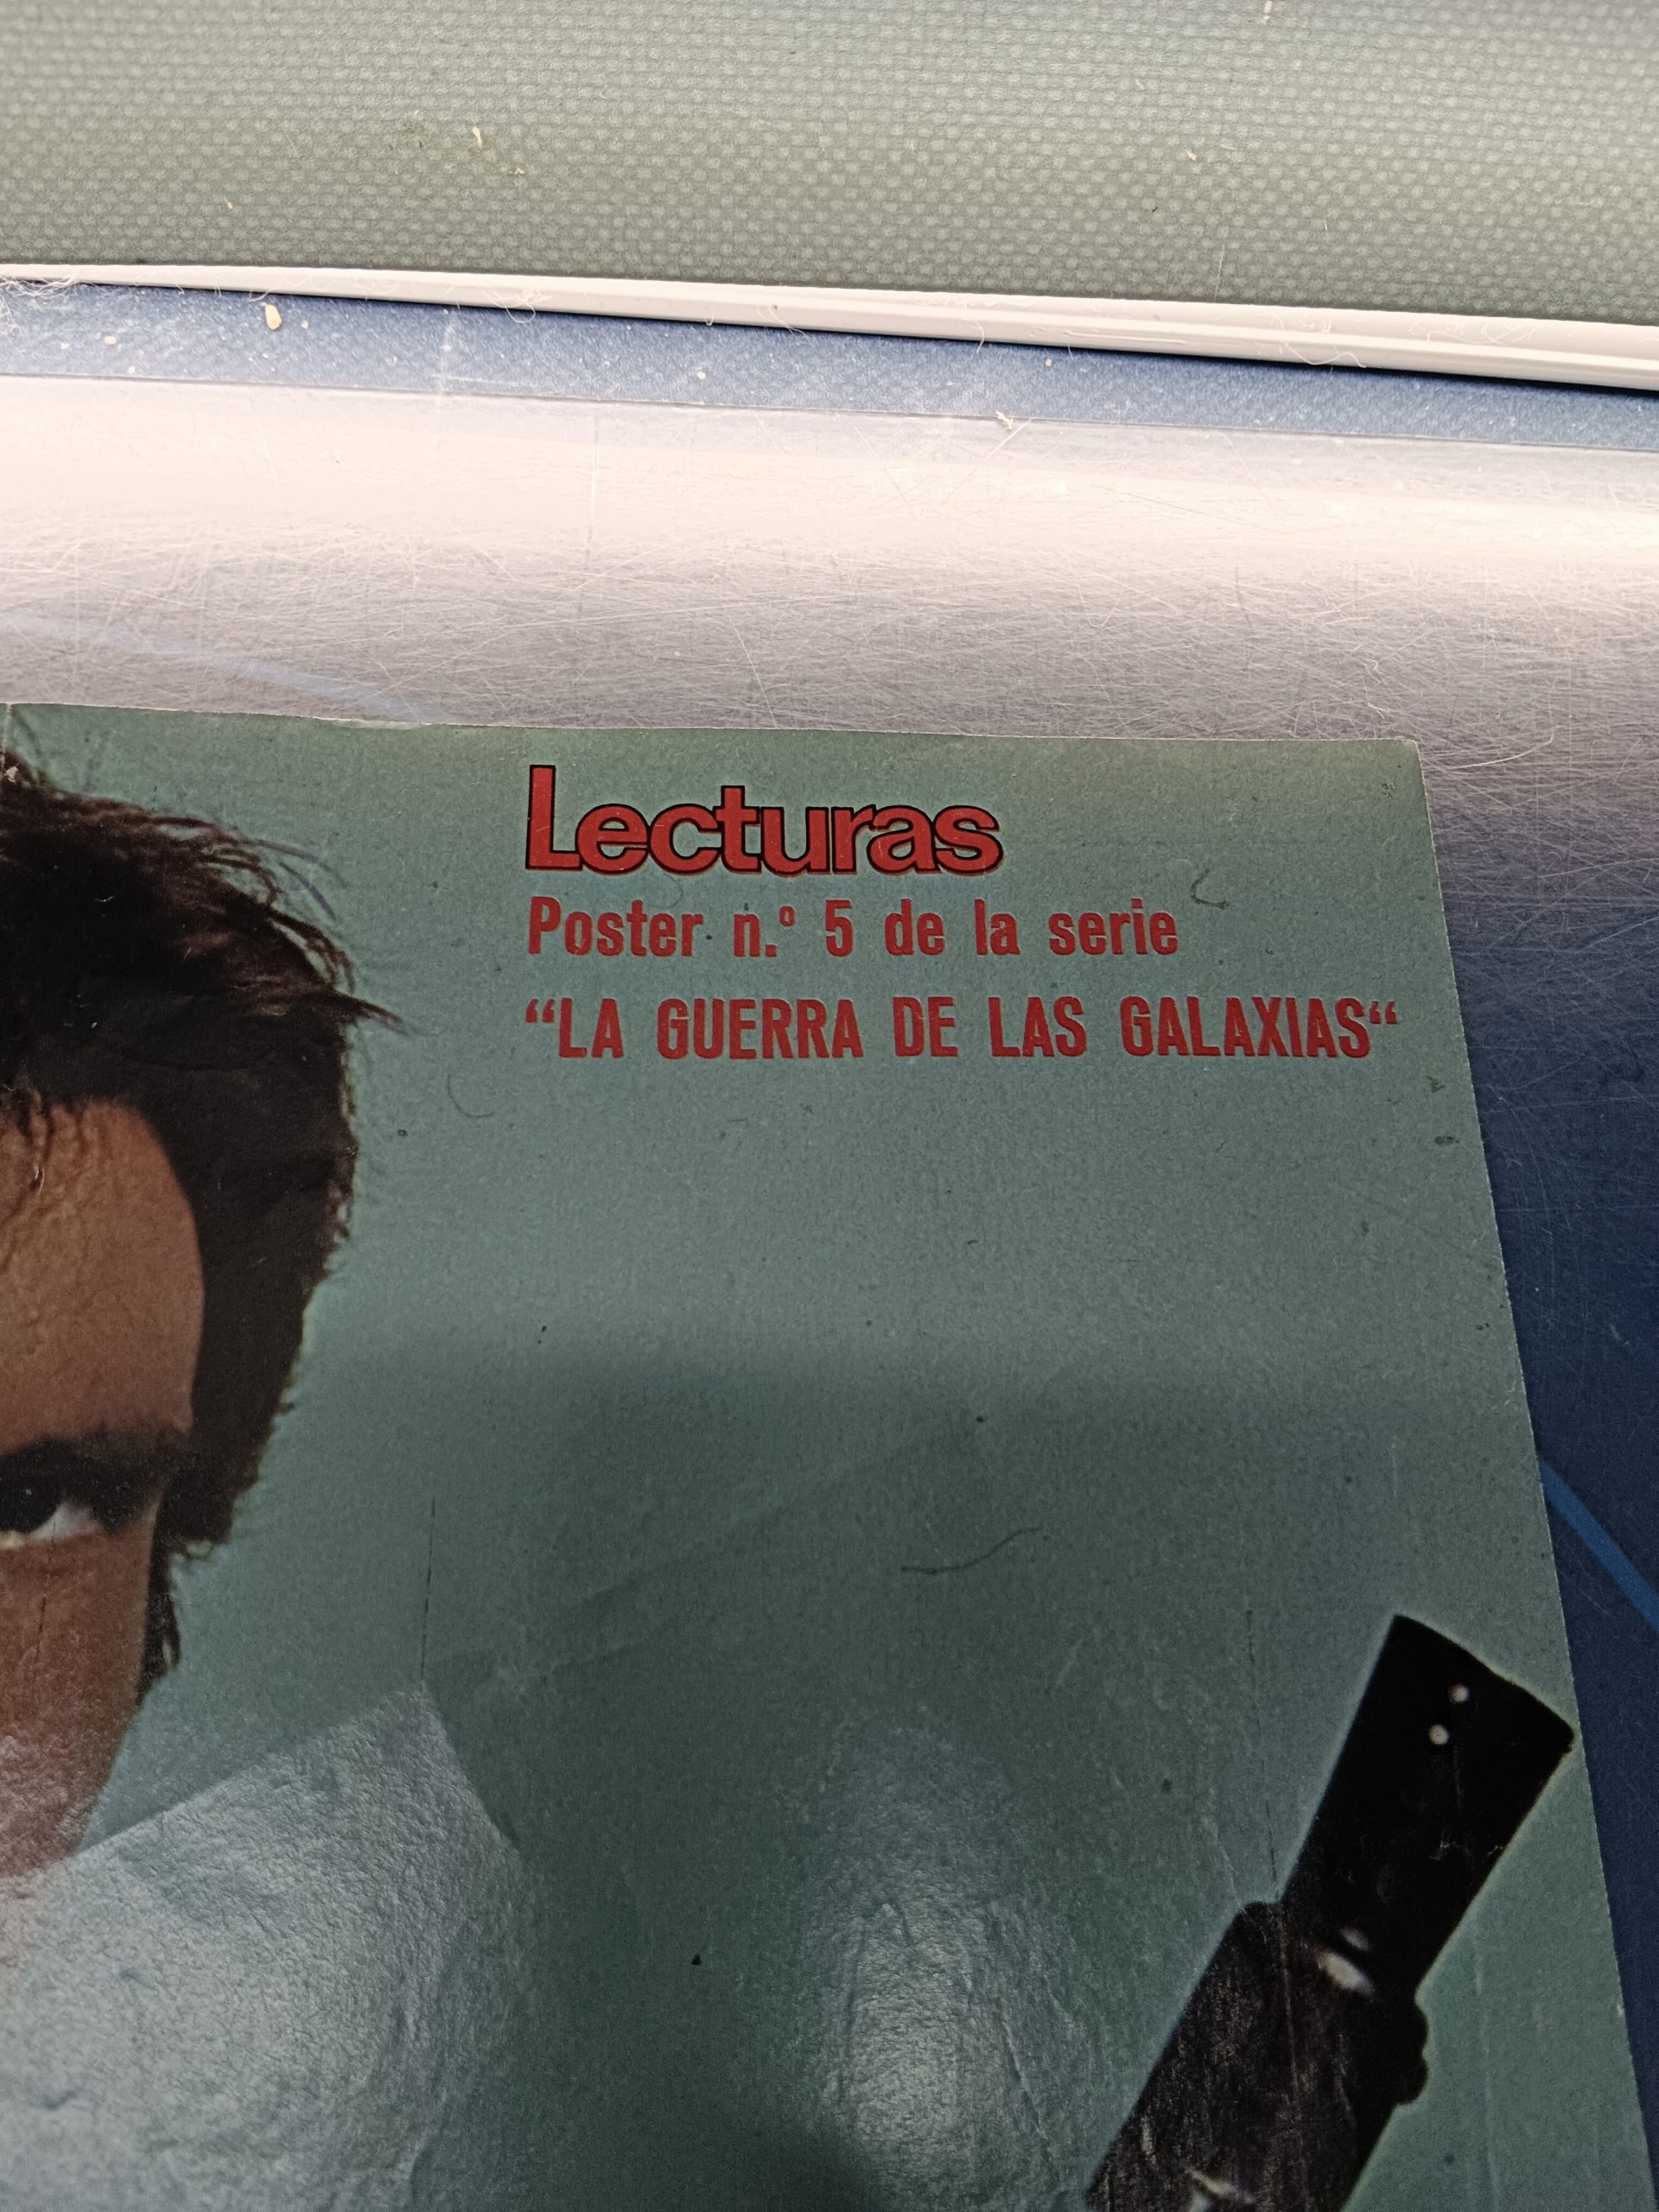 Lecturas
Poster n.º 5 de la serie
“LA GUERRA DE LAS GALAXIAS“